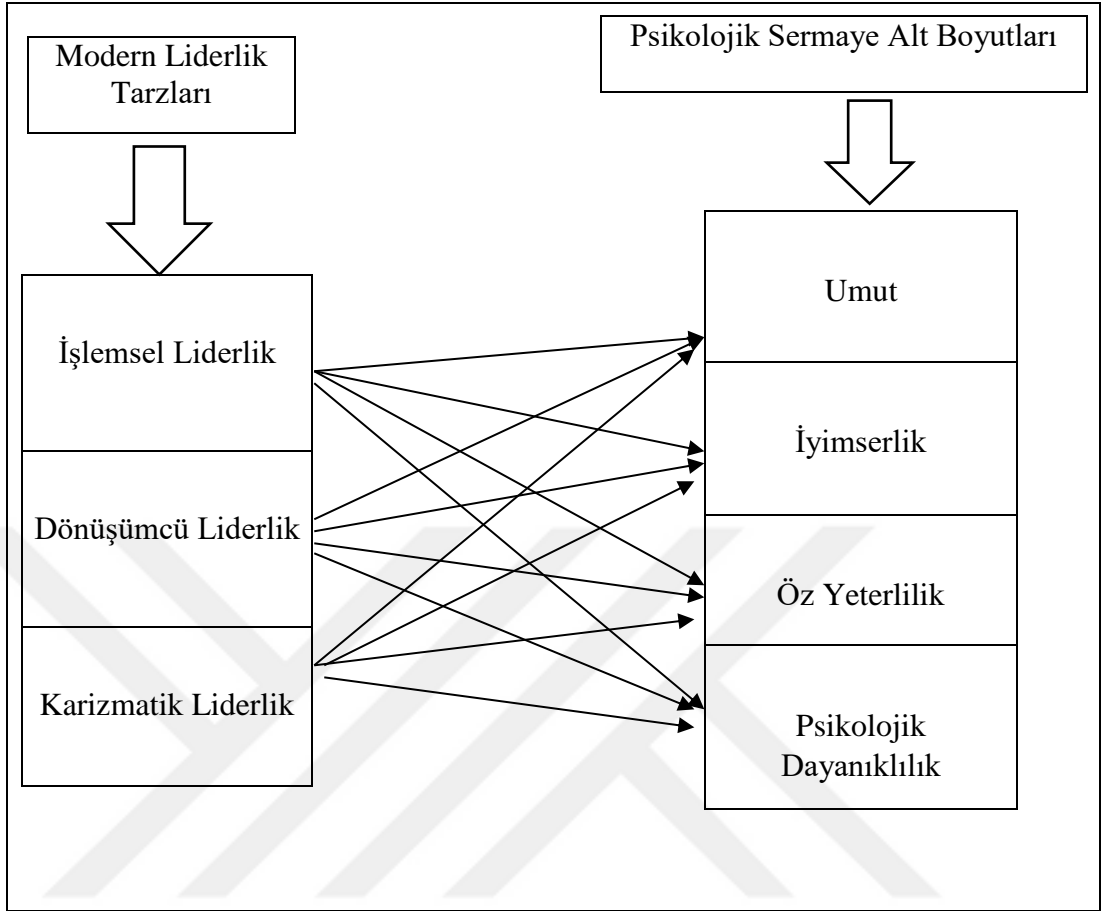 Modern Liderlik
Tarzları
Psikolojik Sermaye Alt Boyutları
İşlemsel Liderlik
Dönüşümcü Liderlik
Karizmatik Liderlik
Umut
İyimserlik
Öz Yeterlilik
Psikolojik
Dayanıklılık